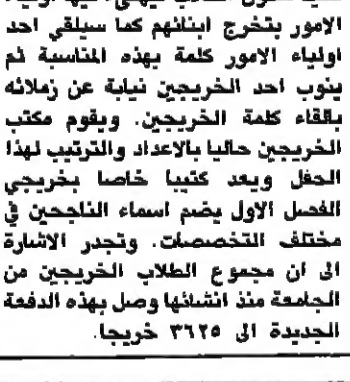 الامور بتخرج ابنائهم كما سيلقي احد
اولياء الامور كلمة بهذه المناسبة ثم
ينوب احد الخريجين نيابة عن زملائه
بالقاء كلمة الخريجين. ويقوم مكتب
الخريجين حاليا بالاعداد والترتيب لهذا
الحفل ويعد كتيبا خاصا بخريجي
الفصل الاول يضم اسماء الناجحين في
مختلف التخصصات. وتجدر الاشارة
الى ان مجموع الطلاب الخريجين من
الجامعة منذ انشائها وصل بهذه الدفعة
الجديدة الى ٣٦٢٥ خريجا.